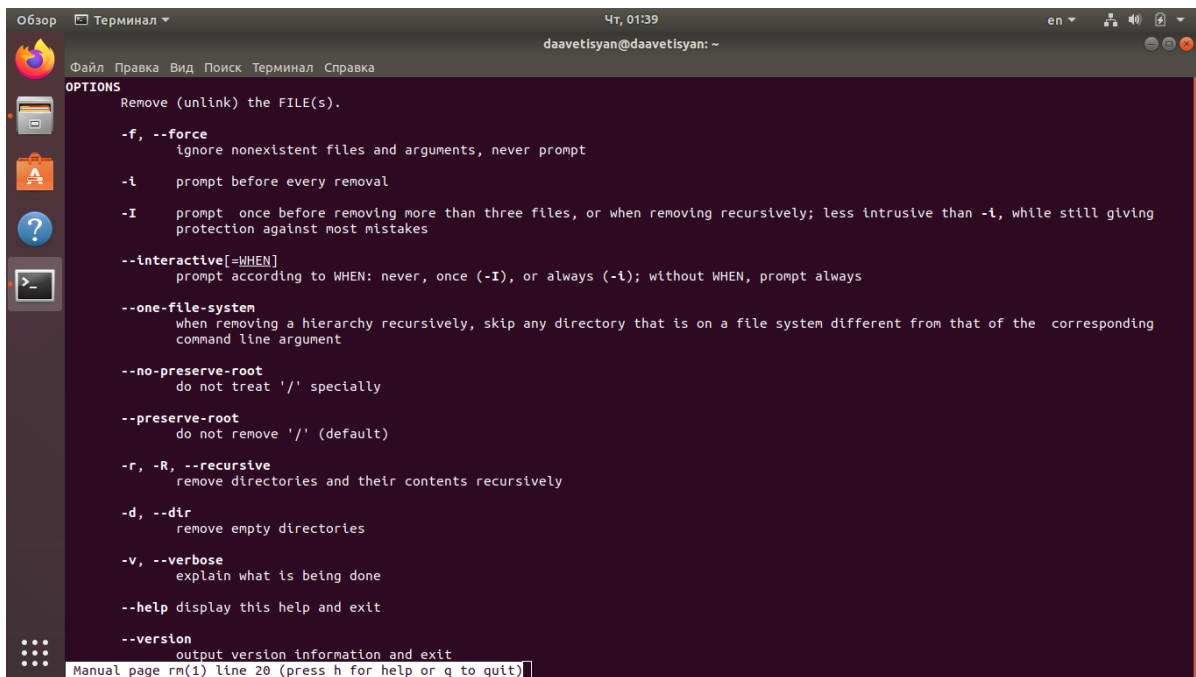 Обзор Терминал Чт, 01:39 en
daavetisyan@daavetisyan: ~
Файл Правка Вид Поиск Терминал Справка
OPTIONS
Remove (unlink) the FILE(s).
-f, --force
ignore nonexistent files and arguments, never prompt
-i prompt before every removal
-I prompt once before removing more than three files, or when removing recursively; less intrusive than -i, while still giving
protection against most mistakes
--interactive[=WHEN]
prompt according to WHEN: never, once (-I), or always (-i); without WHEN, prompt always
--one-file-system
when removing a hierarchy recursively, skip any directory that is on a file system different from that of the corresponding
command line argument
--no-preserve-root
do not treat '/' specially
--preserve-root
do not remove '/' (default)
-r, -R, --recursive
remove directories and their contents recursively
-d, --dir
remove empty directories
-v, --verbose
explain what is being done
--help display this help and exit
--version
output version information and exit
Manual page rm(1) line 20 (press h for help or q to quit)